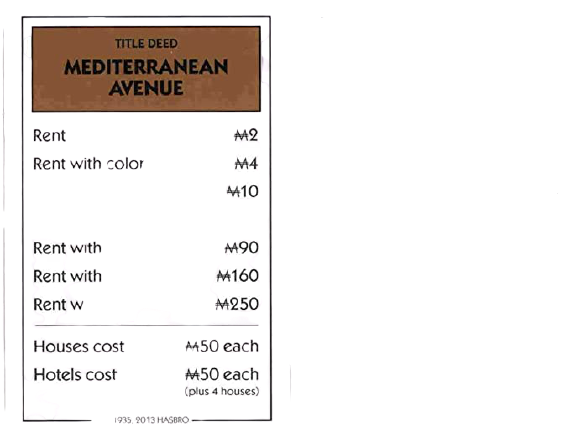 TITLE DEED
MEDITERRANEAN
AVENUE
Rent ₩2
Rent with color ₩4
₩10
Rent with ₩90
Rent with ₩160
Rent w ₩250
Houses cost ₩50 each
Hotels cost ₩50 each
(plus 4 houses)
1935, 2013 HASBRO